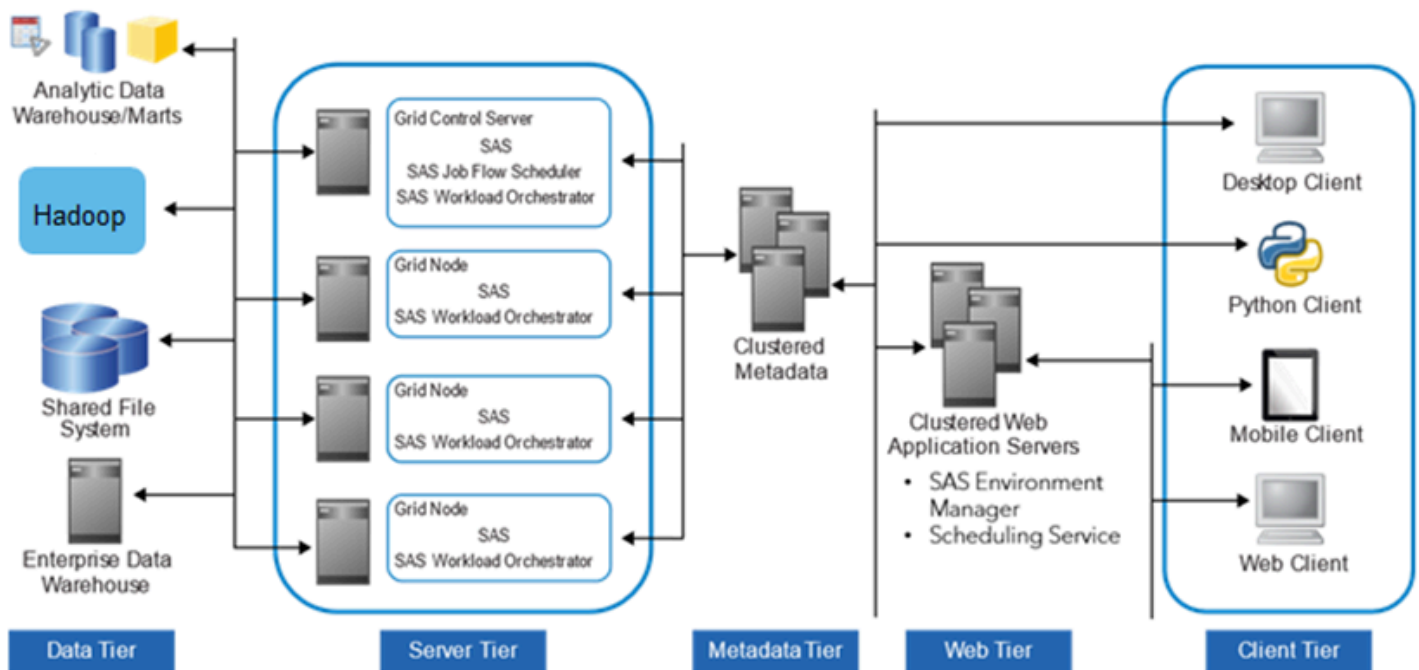 Analytic Data
Warehouse/Marts
Hadoop
Shared File
System
Enterprise Data
Warehouse
Data Tier
Grid Control Server
SAS
SAS Job Flow Scheduler
SAS Workload Orchestrator
Grid Node
SAS
SAS Workload Orchestrator
Grid Node
SAS
SAS Workload Orchestrator
Grid Node
SAS
SAS Workload Orchestrator
Server Tier
Clustered
Metadata
Metadata Tier
Clustered Web
Application Servers
• SAS Environment
Manager
• Scheduling Service
Web Tier
Desktop Client
Python Client
Mobile Client
Web Client
Client Tier